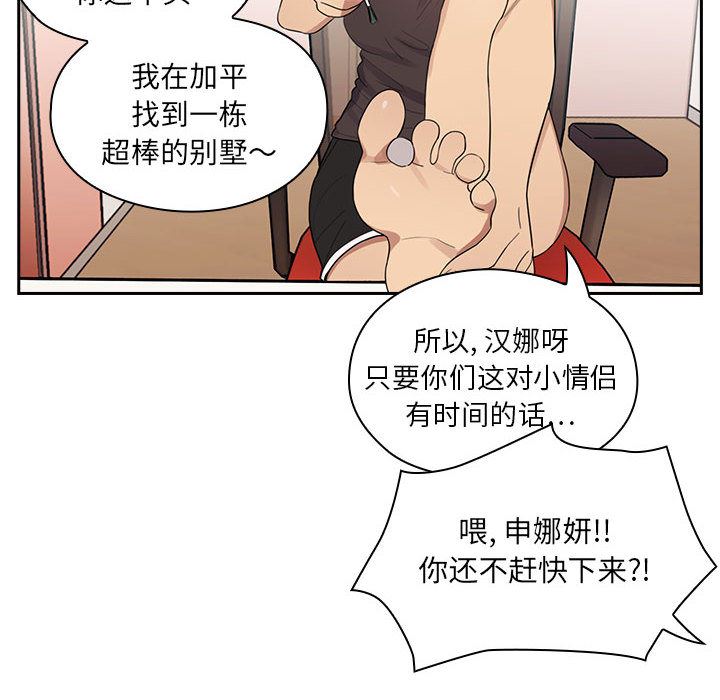 我在加平
找到一栋
超棒的别墅～
所以, 汉娜呀
只要你们这对小情侣
有时间的话...
喂, 申娜妍!!
你还不赶快下来?!